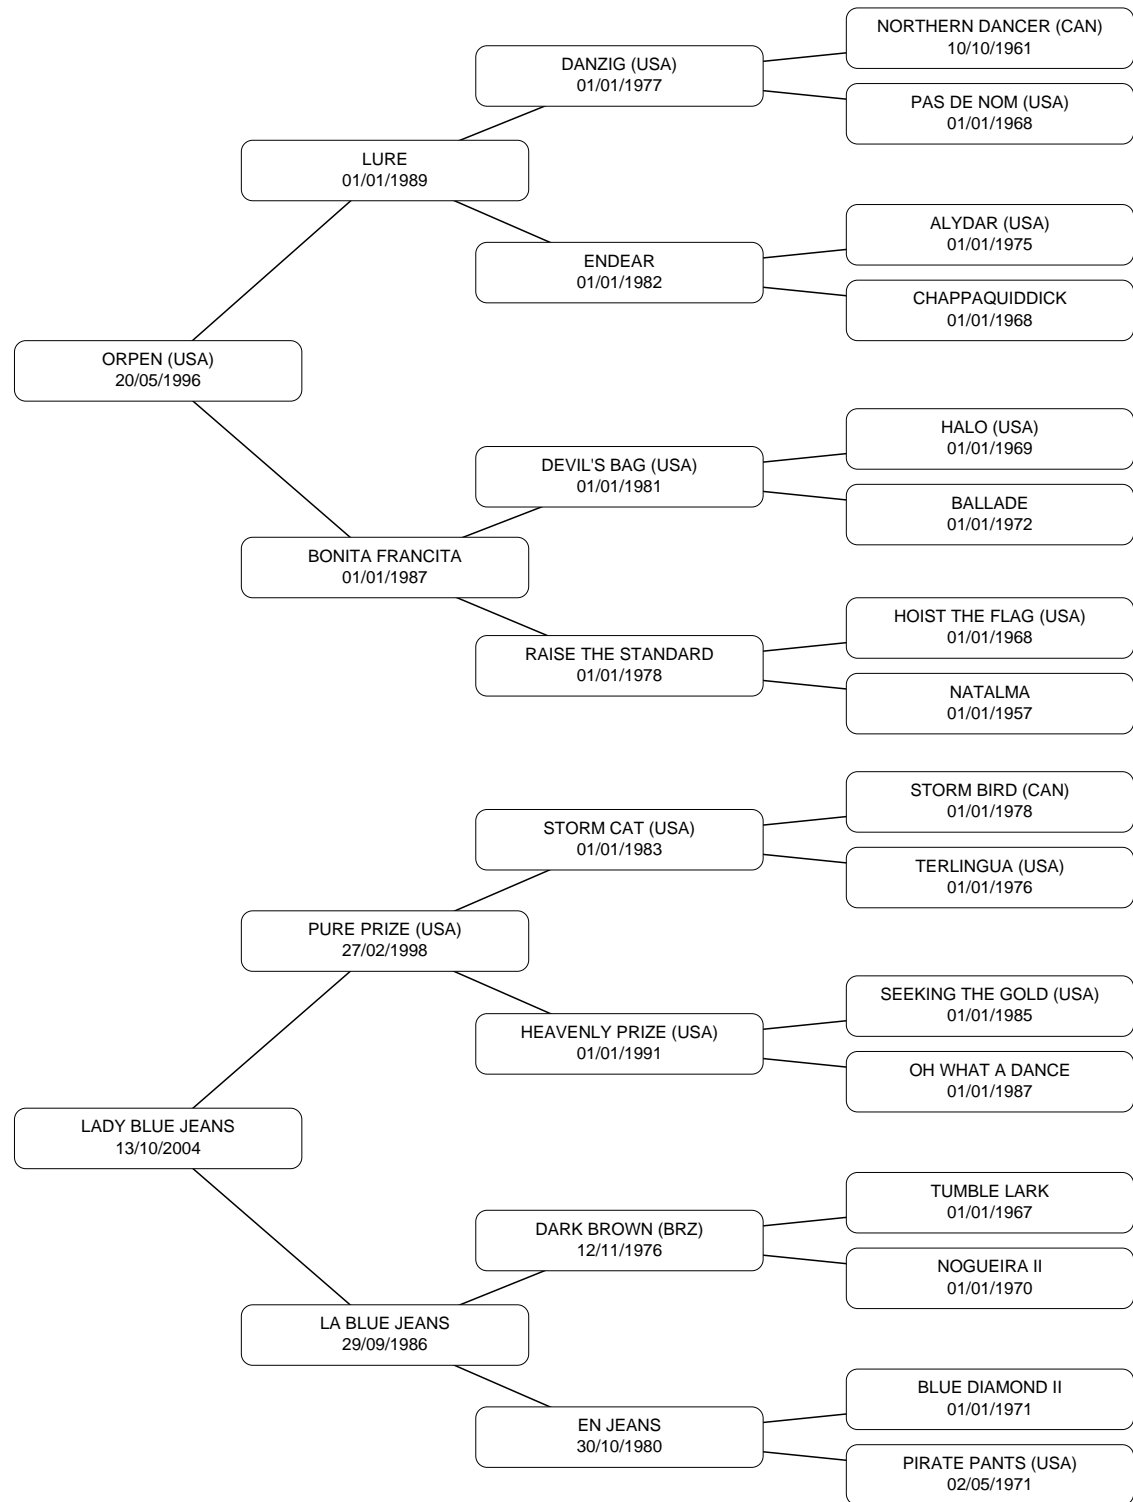 NORTHERN DANCER (CAN)
10/10/1961
DANZIG (USA)
01/01/1977
PAS DE NOM (USA)
01/01/1968
LURE
01/01/1989
ALYDAR (USA)
01/01/1975
ENDEAR
01/01/1982
CHAPPAQUIDDICK
01/01/1968
ORPEN (USA)
20/05/1996
HALO (USA)
01/01/1969
DEVIL'S BAG (USA)
01/01/1981
BALLADE
01/01/1972
BONITA FRANCITA
01/01/1987
HOIST THE FLAG (USA)
01/01/1968
RAISE THE STANDARD
01/01/1978
NATALMA
01/01/1957
STORM BIRD (CAN)
01/01/1978
STORM CAT (USA)
01/01/1983
TERLINGUA (USA)
01/01/1976
PURE PRIZE (USA)
27/02/1998
SEEKING THE GOLD (USA)
01/01/1985
HEAVENLY PRIZE (USA)
01/01/1991
OH WHAT A DANCE
01/01/1987
LADY BLUE JEANS
13/10/2004
TUMBLE LARK
01/01/1967
DARK BROWN (BRZ)
12/11/1976
NOGUEIRA II
01/01/1970
LA BLUE JEANS
29/09/1986
BLUE DIAMOND II
01/01/1971
EN JEANS
30/10/1980
PIRATE PANTS (USA)
02/05/1971